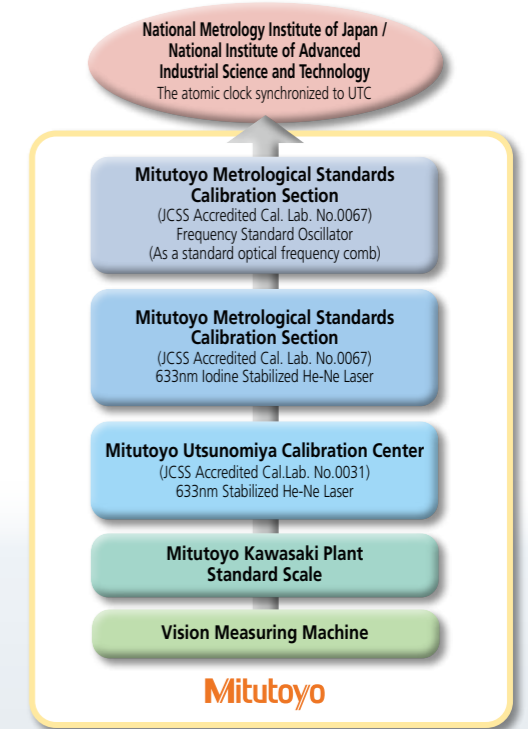 National Metrology Institute of Japan /
National Institute of Advanced
Industrial Science and Technology
The atomic clock synchronized to UTC
Mitutoyo Metrological Standards
Calibration Section
(JCSS Accredited Cal. Lab. No.0067)
Frequency Standard Oscillator
(As a standard optical frequency comb)
Mitutoyo Metrological Standards
Calibration Section
(JCSS Accredited Cal. Lab. No.0067)
633nm Iodine Stabilized He-Ne Laser
Mitutoyo Utsunomiya Calibration Center
(JCSS Accredited Cal.Lab. No.0031)
633nm Stabilized He-Ne Laser
Mitutoyo Kawasaki Plant
Standard Scale
Vision Measuring Machine
Mitutoyo